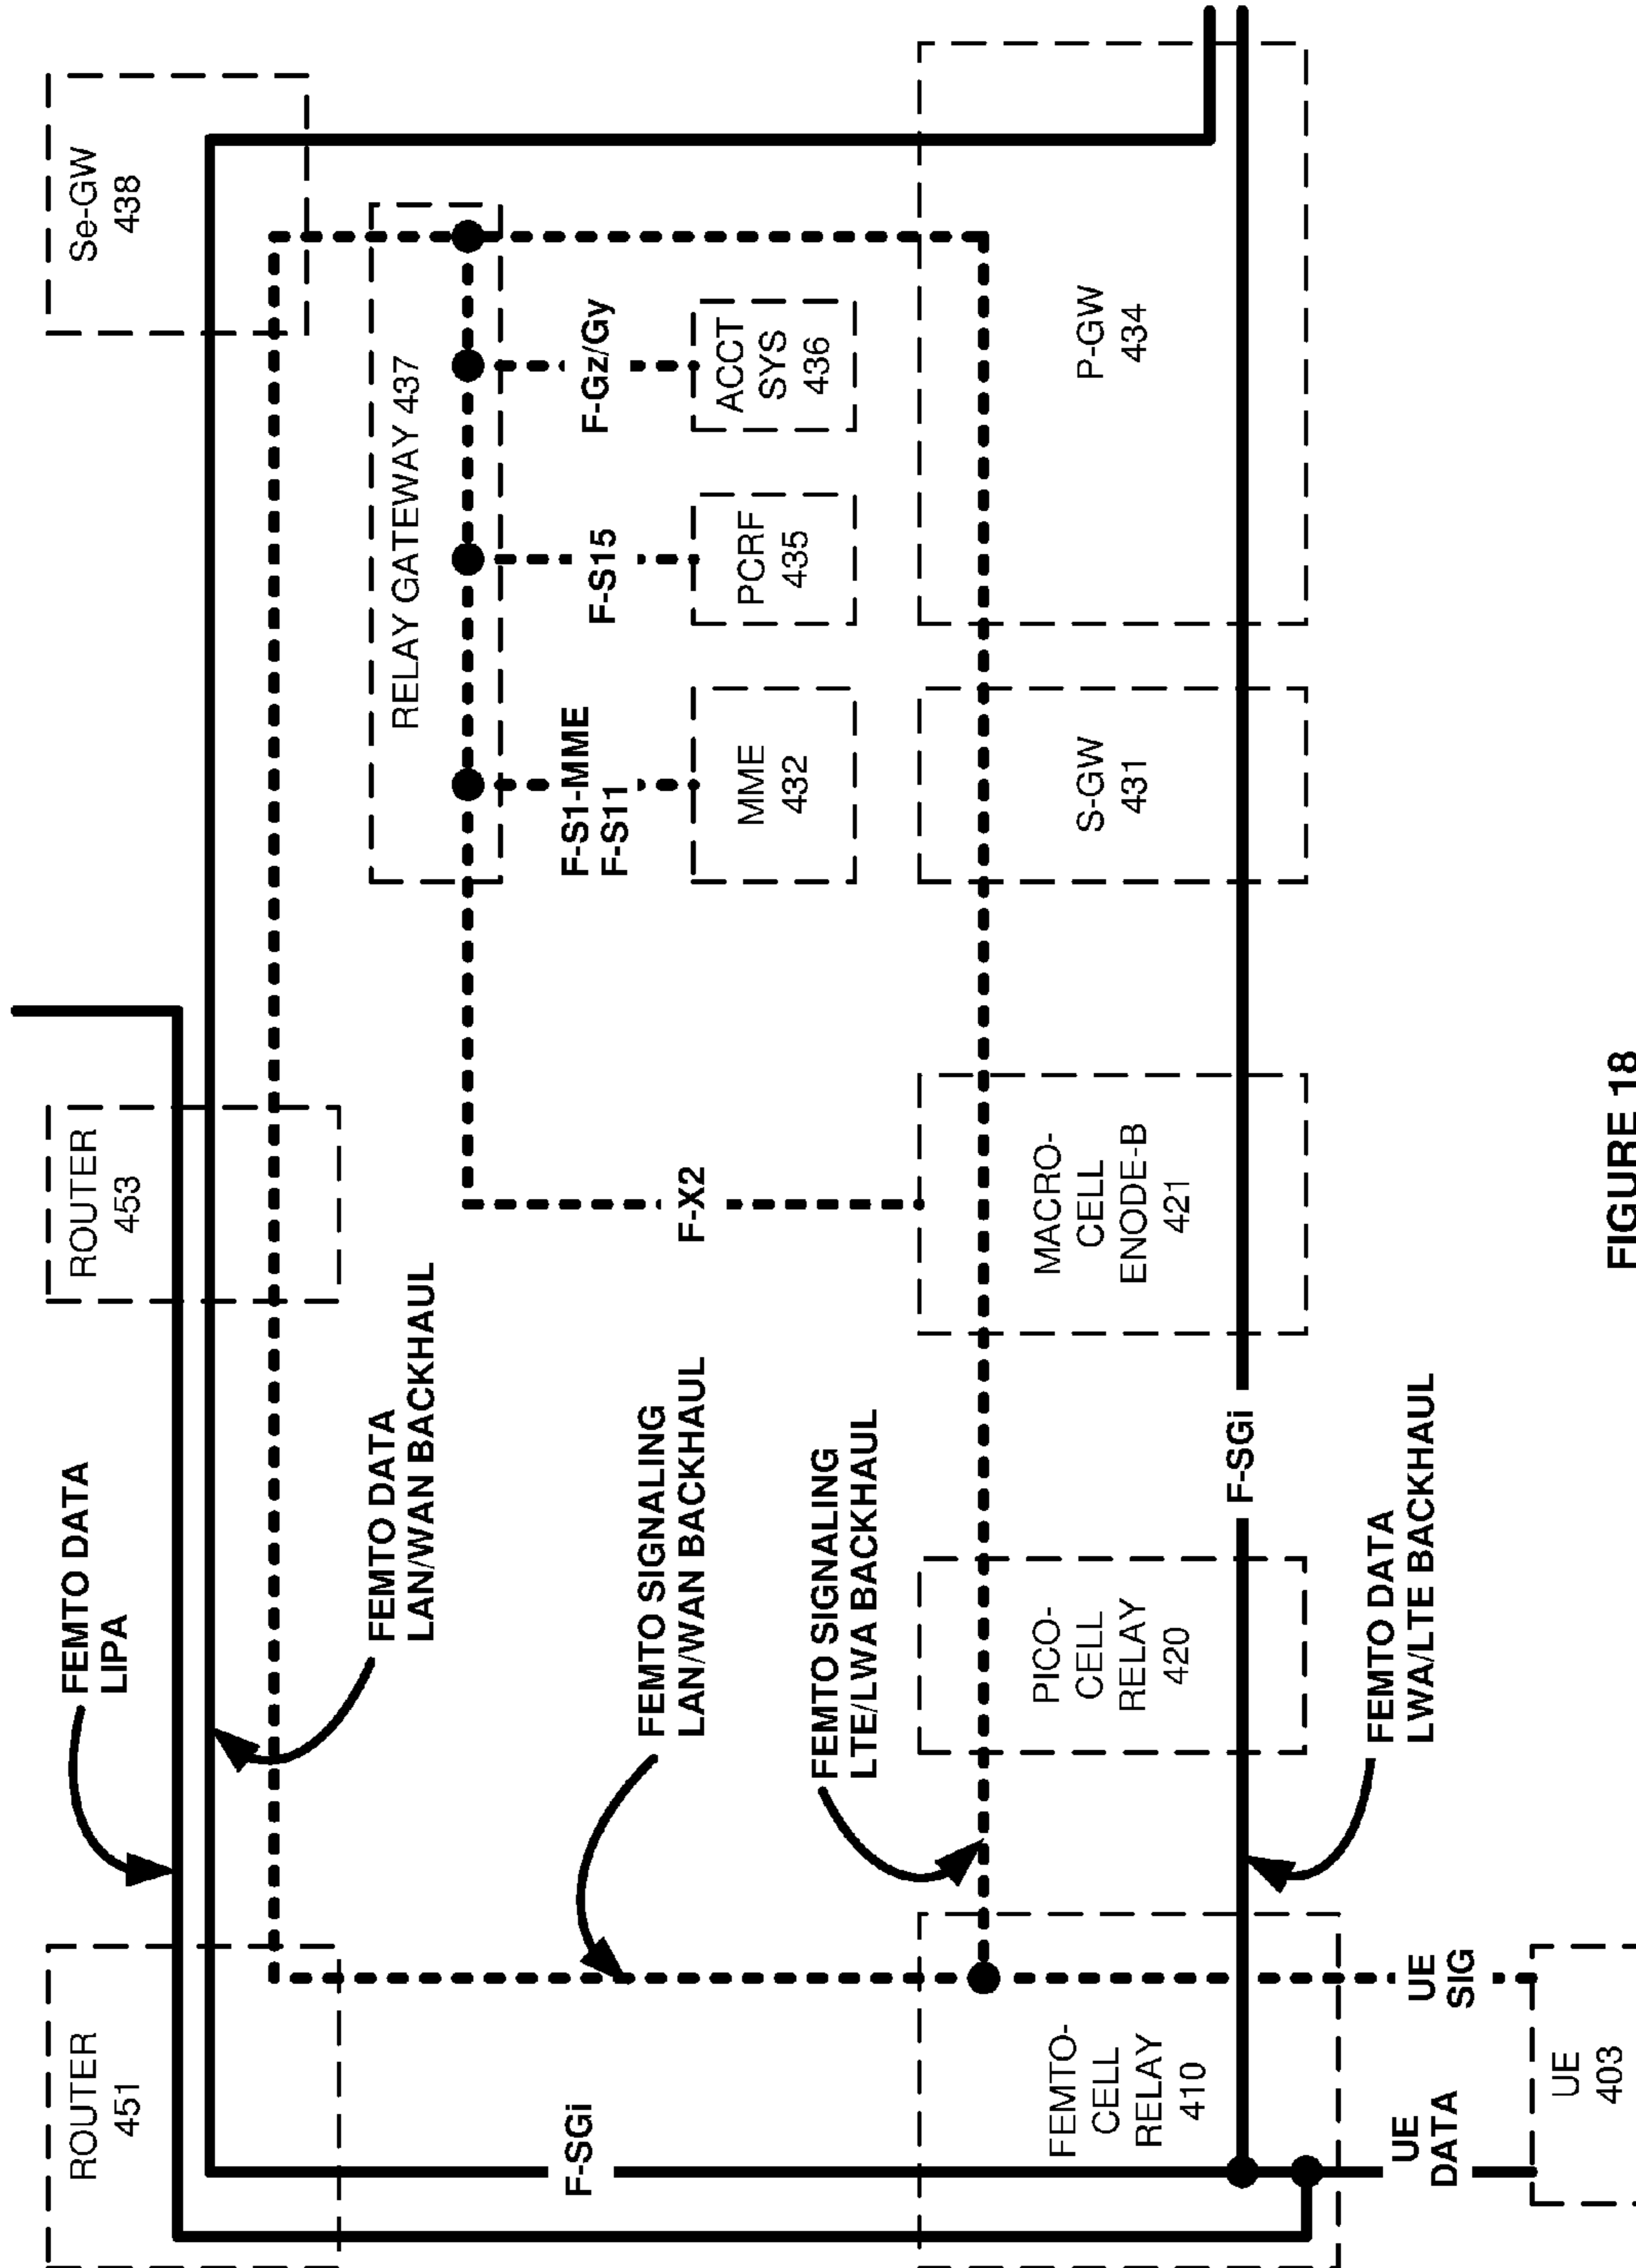 ROUTER
451
FEMTO DATA
LIPA
ROUTER
453
Se-GW
438
FEMTO DATA
LAN/WAN BACKHAUL
RELAY GATEWAY 437
F-SGi
FEMTO SIGNALING
LAN/WAN BACKHAUL
F-X2
F-S1-MME
F-S11
F-S15
F-Gz/Gy
MME
432
PCRF
435
ACCT
SYS
436
FEMTO SIGNALING
LTE/LWA BACKHAUL
FEMTO-
CELL
RELAY
410
PICO-
CELL
RELAY
420
MACRO-
CELL
ENODE-B
421
S-GW
431
P-GW
434
F-SGi
FEMTO DATA
LWA/LTE BACKHAUL
UE
DATA
UE
SIG
UE
403
FIGURE 18